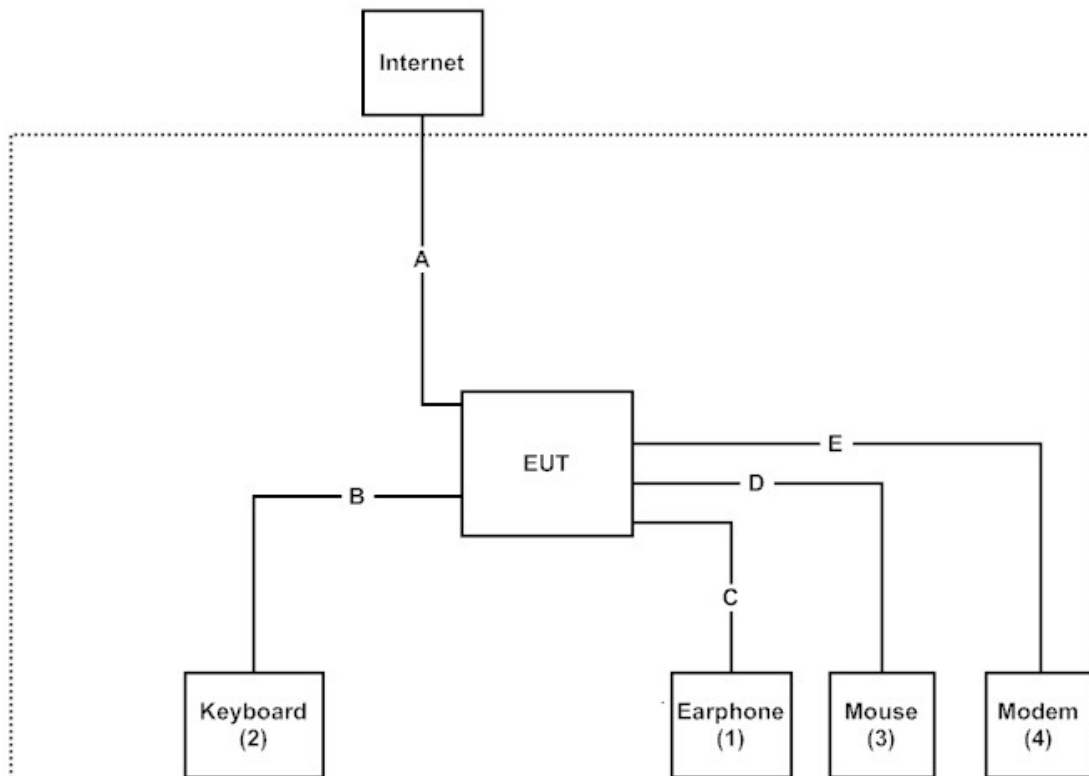 Internet
A
EUT
E
D
B
C
Keyboard
(2)
Earphone
(1)
Mouse
(3)
Modem
(4)